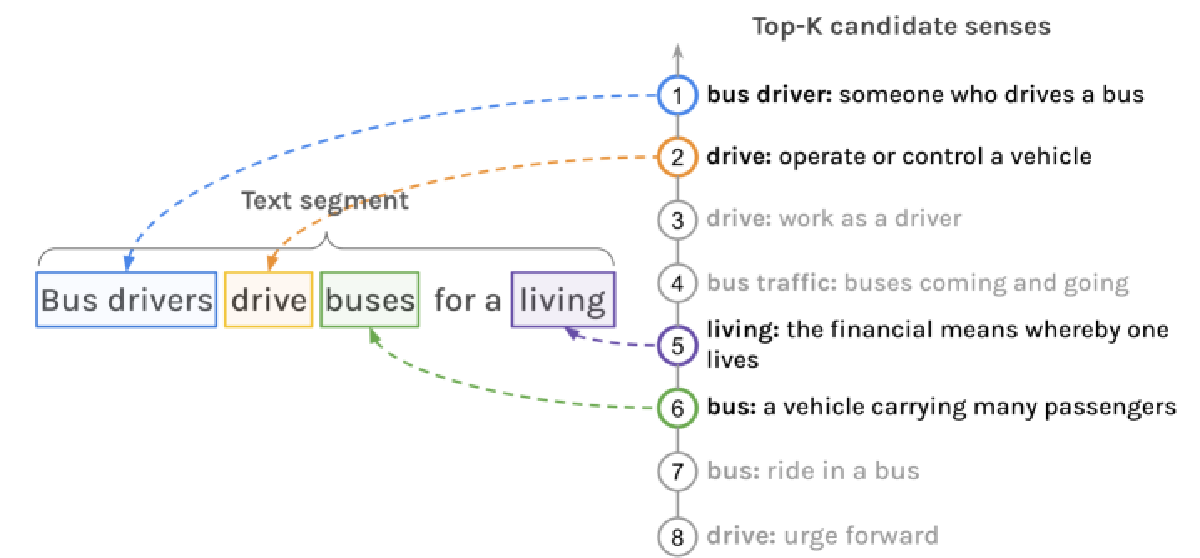 Top-K candidate senses
1 bus driver: someone who drives a bus
2 drive: operate or control a vehicle
Text segment
3 drive: work as a driver
4 bus traffic: buses coming and going
Bus drivers drive buses for a living
5 living: the financial means whereby one
lives
6 bus: a vehicle carrying many passengers
7 bus: ride in a bus
8 drive: urge forward